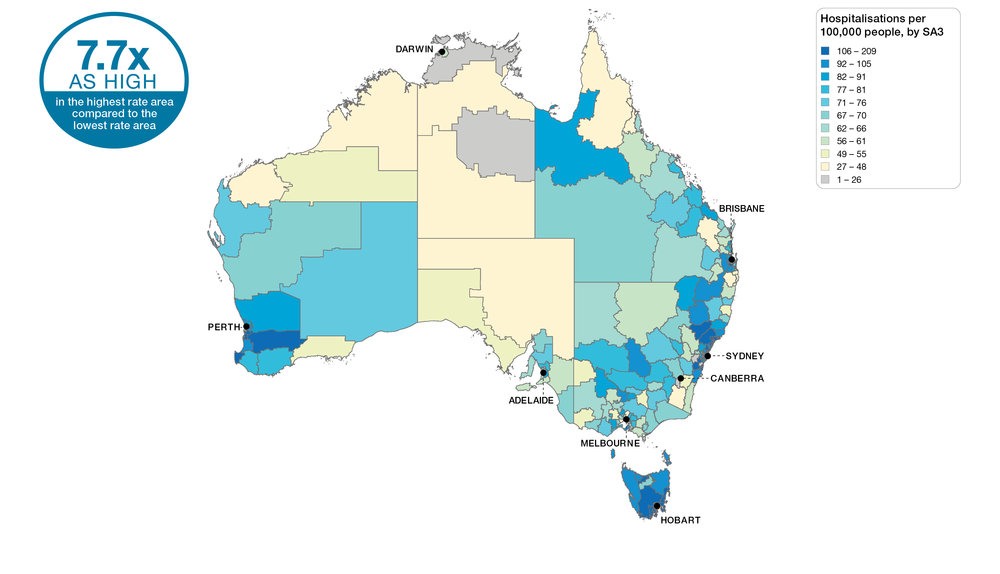 7.7x
AS HIGH
in the highest rate area
compared to the
lowest rate area
Hospitalisations per
100,000 people, by SA3
106 – 209
92 – 105
82 – 91
77 – 81
71 – 76
67 – 70
62 – 66
56 – 61
49 – 55
27 – 48
1 – 26
DARWIN
BRISBANE
PERTH
SYDNEY
CANBERRA
ADELAIDE
MELBOURNE
HOBART